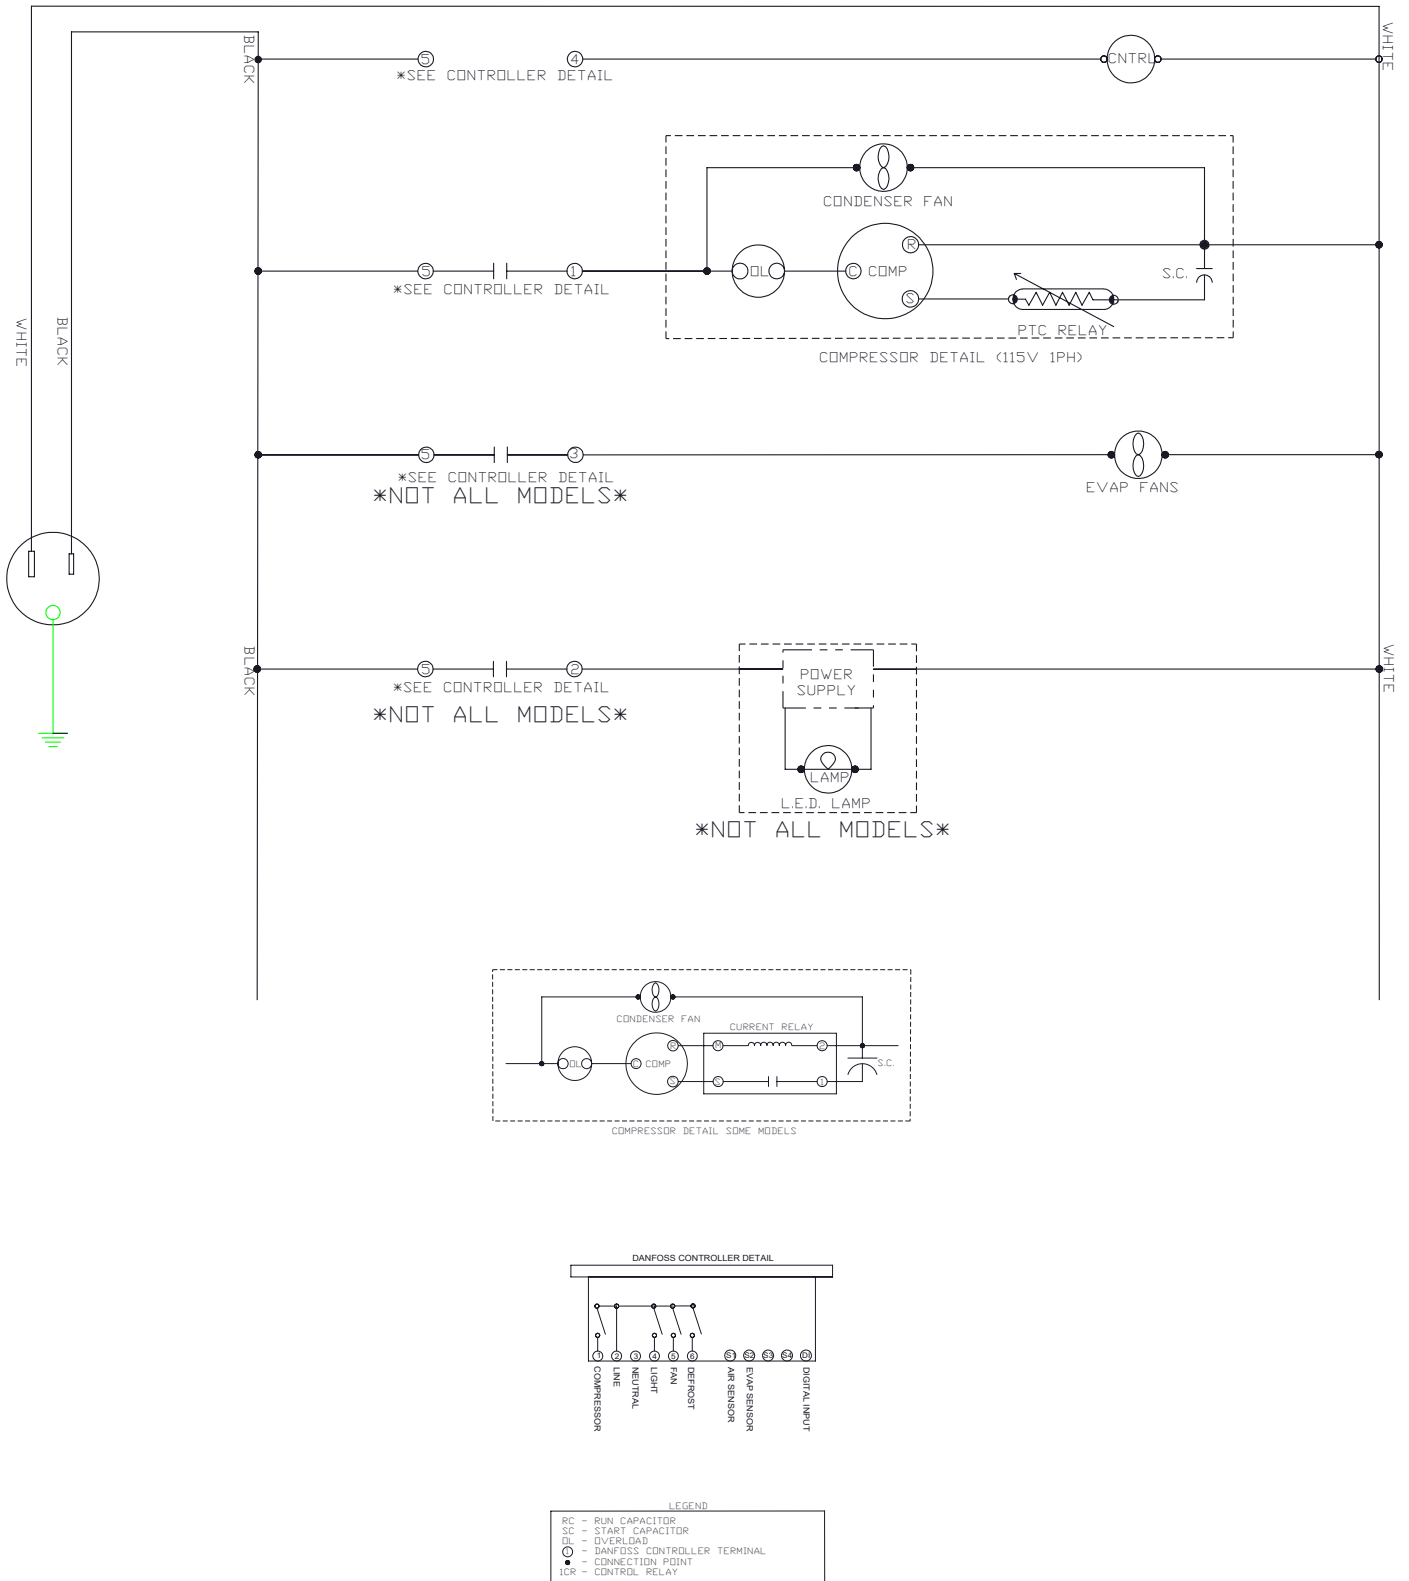 BLACK
WHITE
5
4
CNTRL
*SEE CONTROLLER DETAIL
CONDENSER FAN
R
5
1
OL
C COMP
S.C.
*SEE CONTROLLER DETAIL
S
PTC RELAY
WHITE
BLACK
COMPRESSOR DETAIL (115V 1PH)
5
3
*SEE CONTROLLER DETAIL
*NOT ALL MODELS*
EVAP FANS
BLACK
WHITE
5
2
POWER
SUPPLY
*SEE CONTROLLER DETAIL
*NOT ALL MODELS*
LAMP
L.E.D. LAMP
*NOT ALL MODELS*
CONDENSER FAN
CURRENT RELAY
R
M
2
OL
C COMP
S.C.
S
S
1
COMPRESSOR DETAIL SOME MODELS
DANFOSS CONTROLLER DETAIL
1
2
3
4
5
6
S1
S2
S3
S4
DI
COMPRESSOR
LINE
NEUTRAL
LIGHT
FAN
DEFROST
AIR SENSOR
EVAP SENSOR
DIGITAL INPUT
LEGEND
RC - RUN CAPACITOR
SC - START CAPACITOR
OL - OVERLOAD
1 - DANFOSS CONTROLLER TERMINAL
- CONNECTION POINT
1CR - CONTROL RELAY